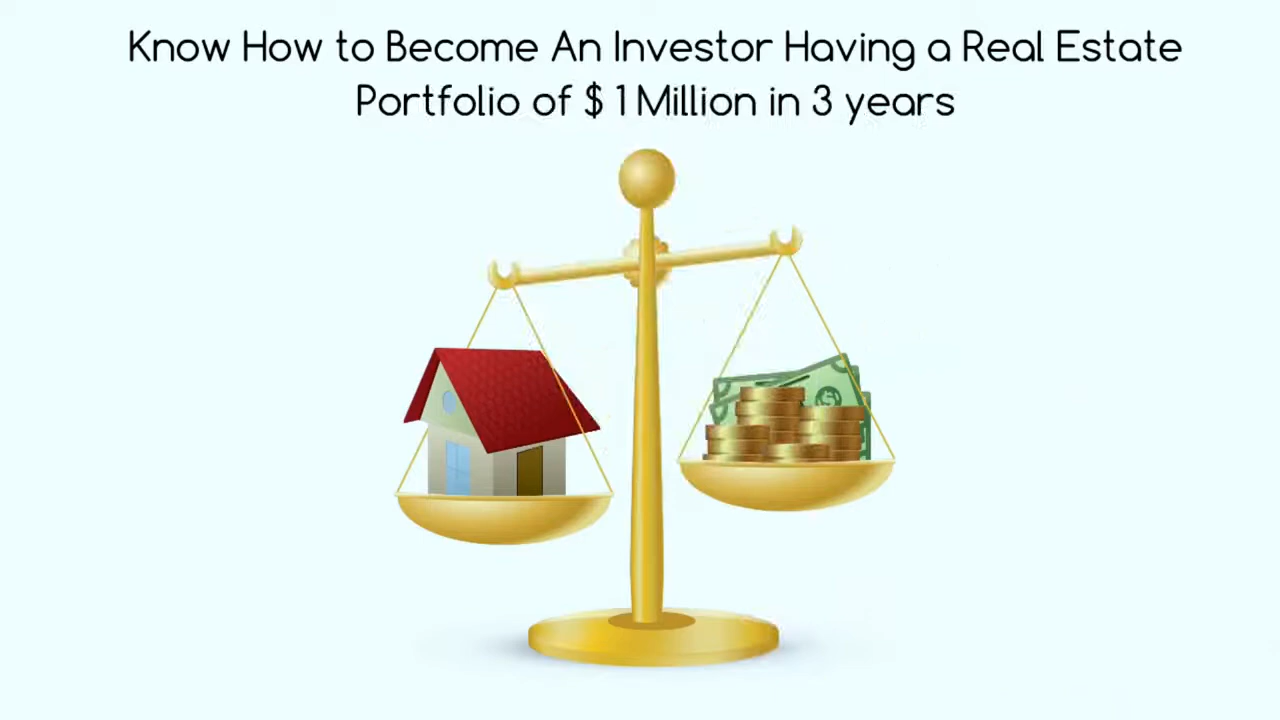 Know How to Become An Investor Having a Real Estate
Portfolio of $ 1 Million in 3 years